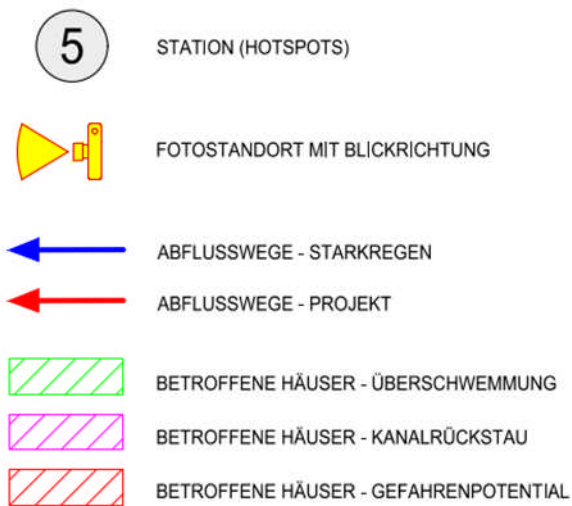 5 STATION (HOTSPOTS)
FOTOSTANDORT MIT BLICKRICHTUNG
ABFLUSSWEGE - STARKREGEN
ABFLUSSWEGE - PROJEKT
BETROFFENE HÄUSER - ÜBERSCHWEMMUNG
BETROFFENE HÄUSER - KANALRÜCKSTAU
BETROFFENE HÄUSER - GEFAHRENPOTENTIAL